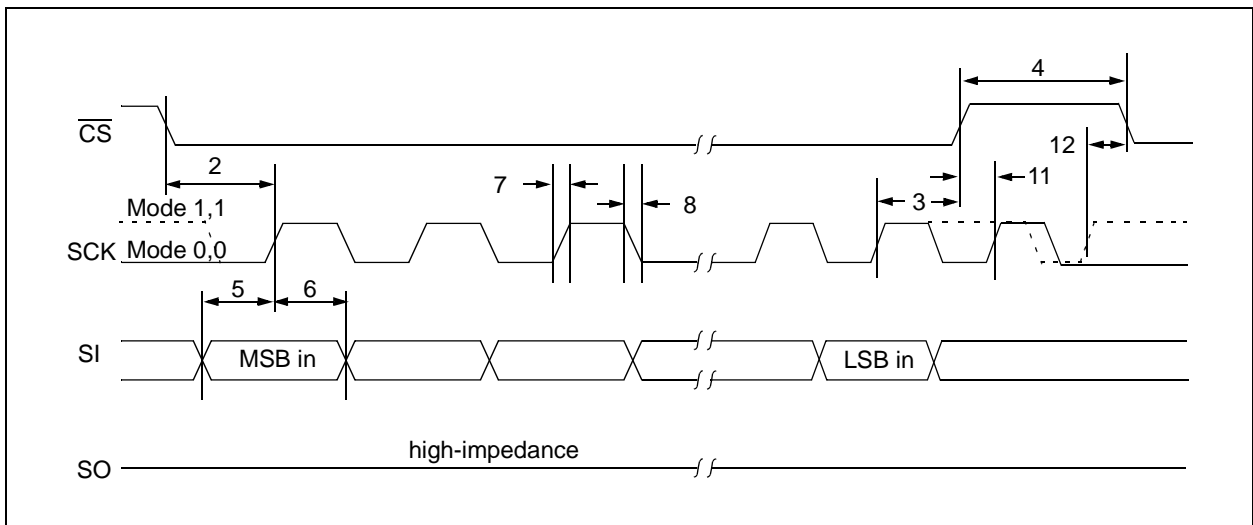 4
CS
12
2
11
7
8
3
Mode 1,1
SCK Mode 0,0
5
6
SI
MSB in
LSB in
high-impedance
SO